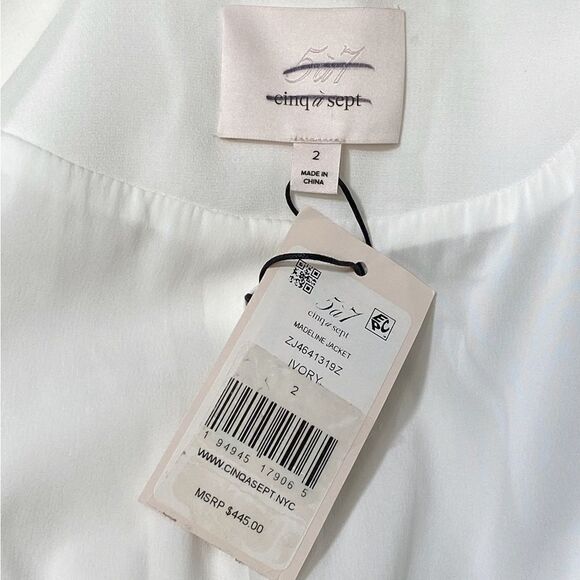 5à7
cinq à sept
2
MADE IN
CHINA
5à7
cinq à sept
MADELINE JACKET
ZJ4641319Z
IVORY
2
1 94945 17906 5
WWW.CINQASEPT.NYC
MSRP $445.00